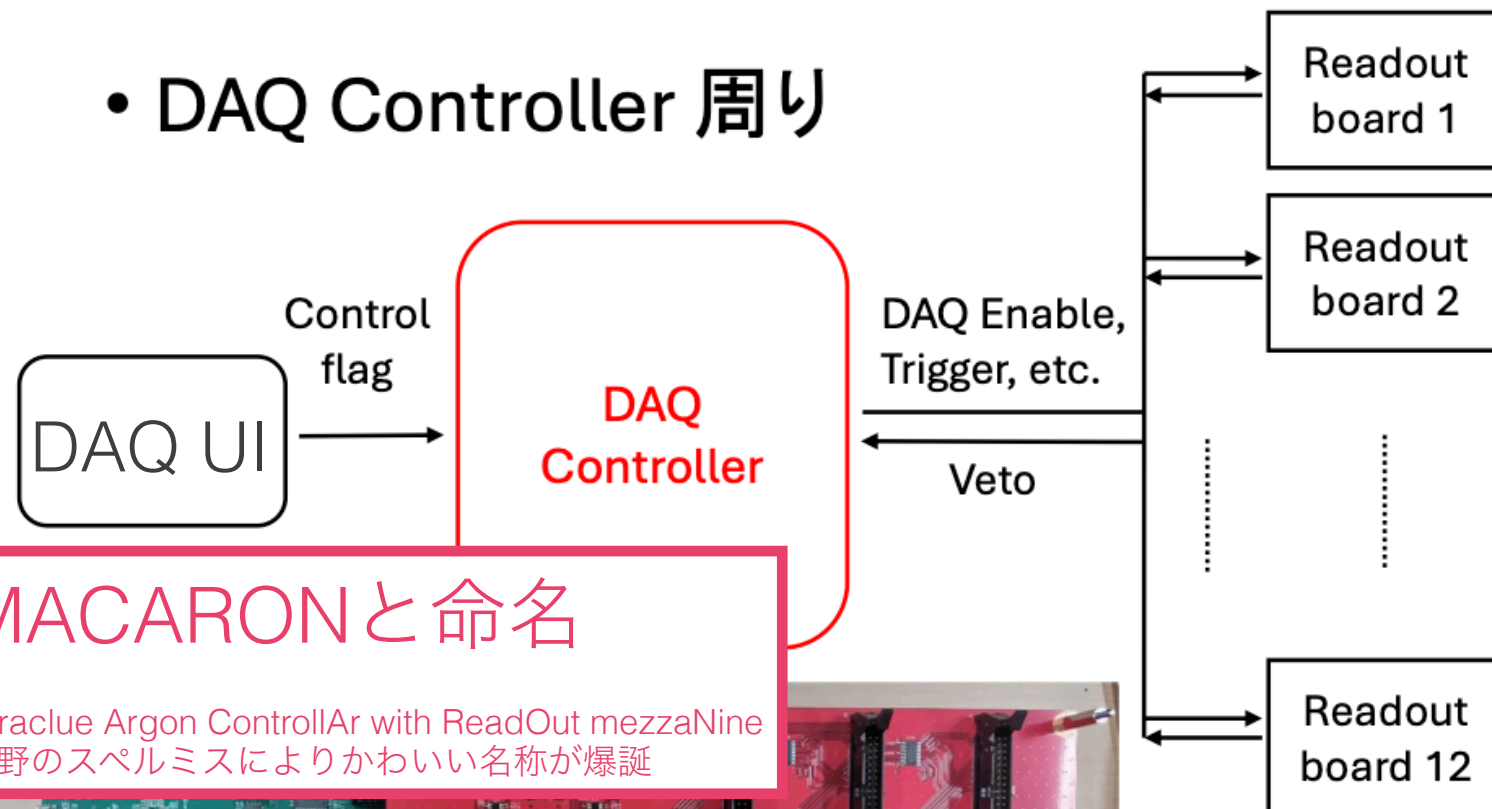 • DAQ Controller 周り
Readout
board 1
Readout
board 2
Control
flag
DAQ Enable,
Trigger, etc.
DAQ UI
DAQ
Controller
Veto
MACARONと命名
Argon ControllAr with ReadOut mezzaNine
野のスペルミスによりかわいい名称が爆誕
Readout
board 12